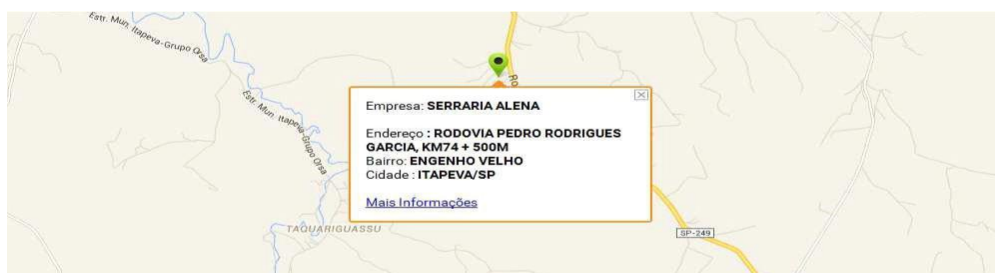 Estr. Mun. Itapeva-Grupo Orsa
Ro
Estr. Mun. Itapeva-Grupo Orsa
Empresa: SERRARIA ALENA
Endereço : RODOVIA PEDRO RODRIGUES
GARCIA, KM74 + 500M
Bairro: ENGENHO VELHO
Cidade : ITAPEVA/SP
Mais Informações
TAQUARIGUASSU
SP-249